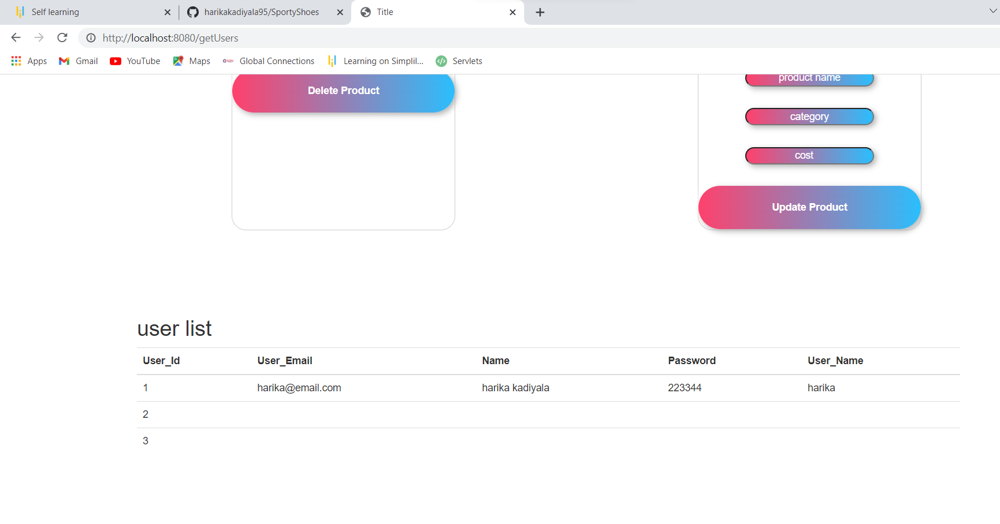 Self learning
harikakadiyala95/SportyShoes
Title
http://localhost:8080/getUsers
Apps
Gmail
YouTube
Maps
Global Connections
Learning on Simplil...
Servlets
product name
Delete Product
category
cost
Update Product
user list
User_Id User_Email Name Password User_Name
1 harika@email.com harika kadiyala 223344 harika
2
3